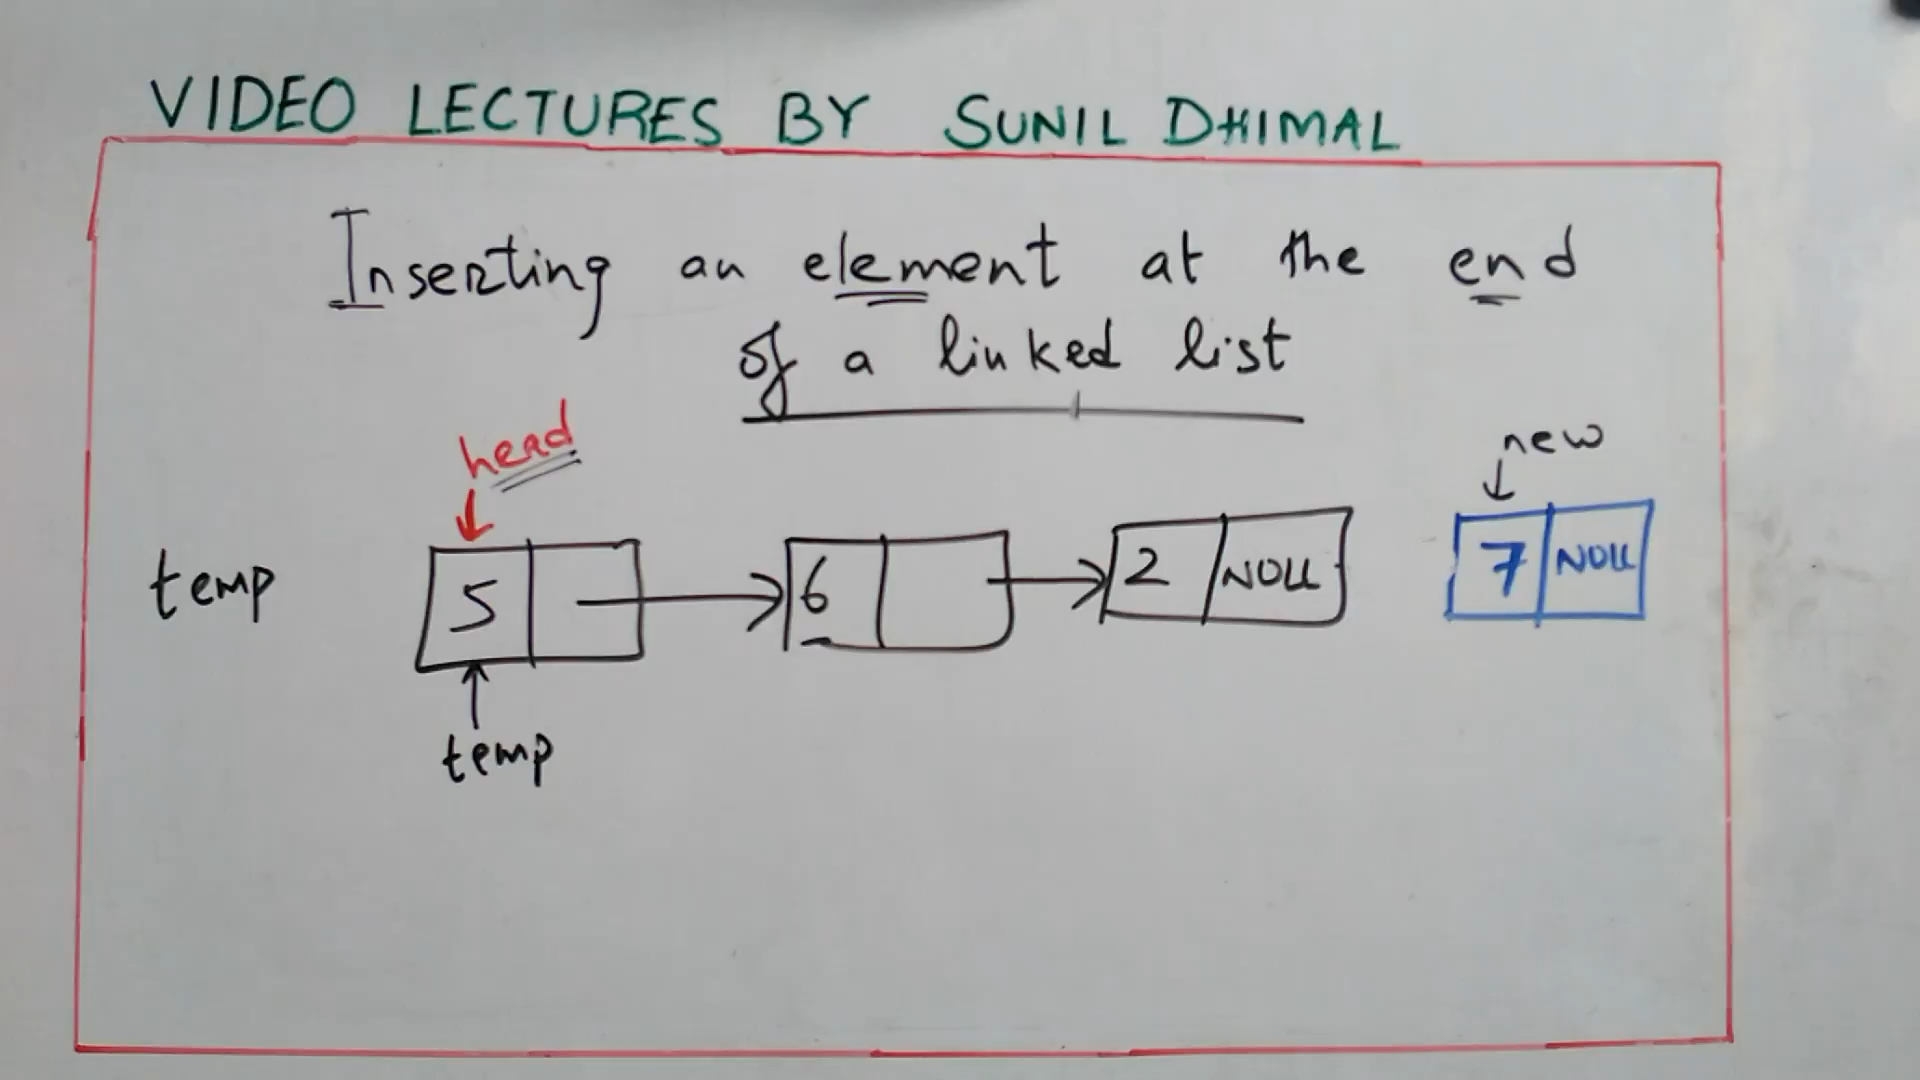 VIDEO LECTURES BY SUNIL DHIMAL
Inserting an element at the end
of a linked list
head
new
temp
5
6
2 NULL
7 NULL
temp